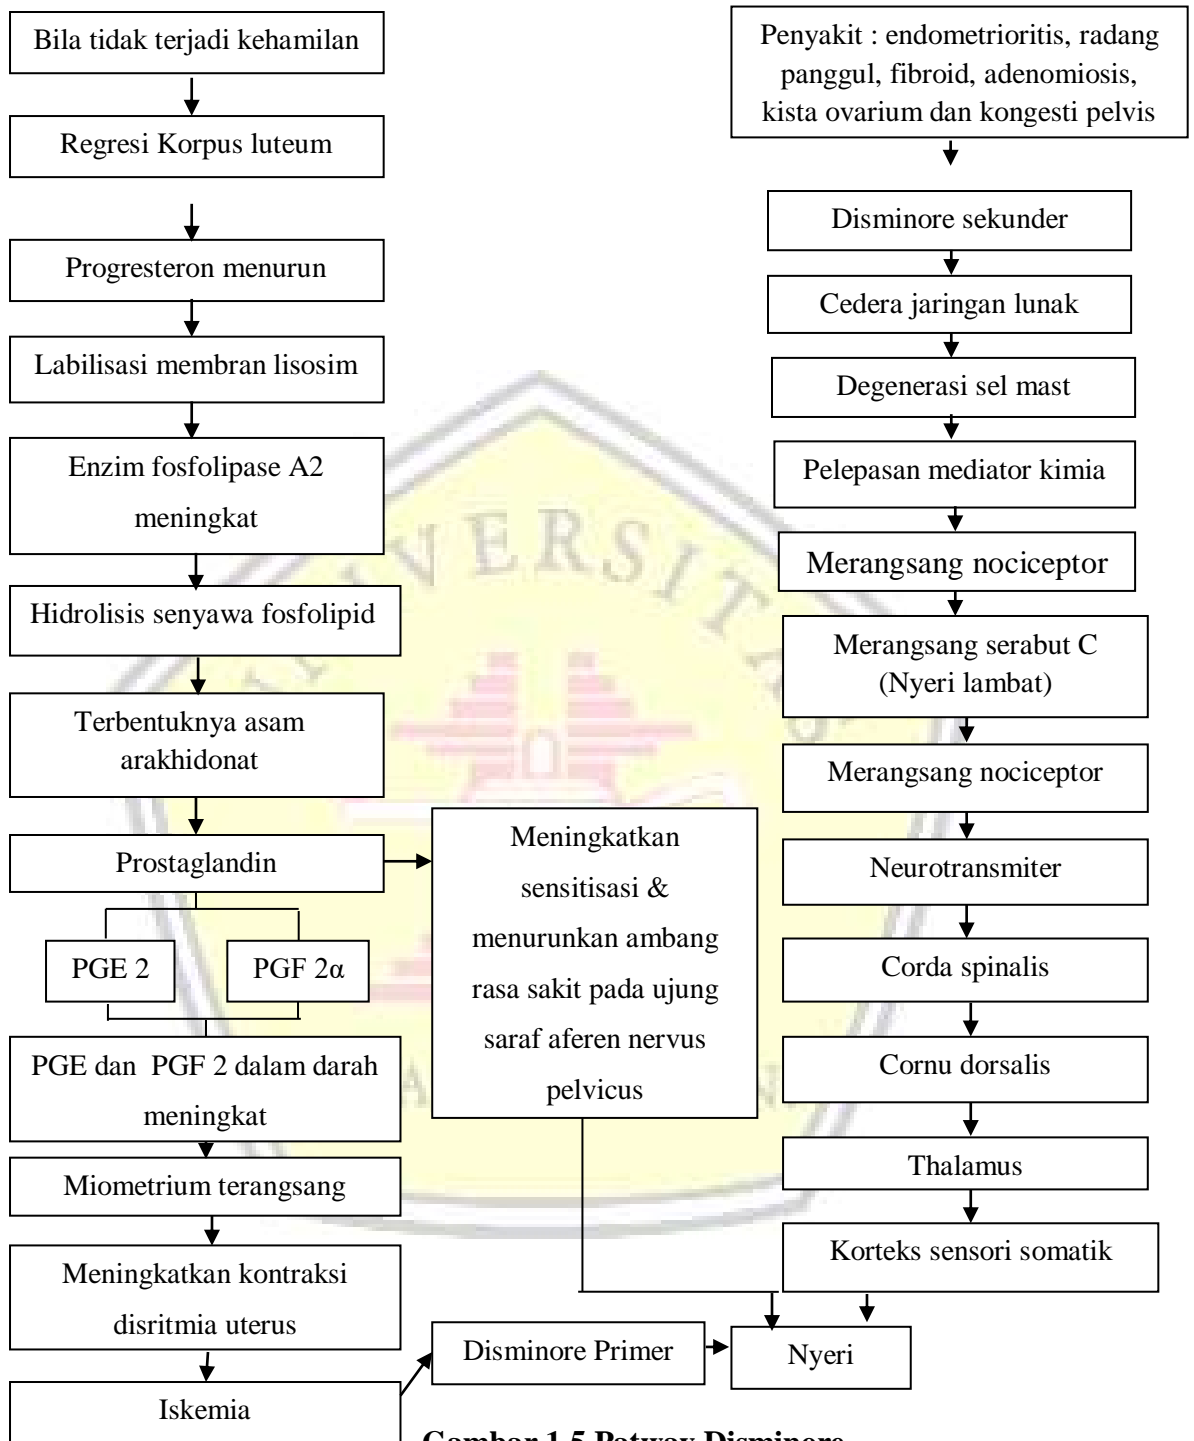 Bila tidak terjadi kehamilan
Regresi Korpus luteum
Progresteron menurun
Labilisasi membran lisosim
Enzim fosfolipase A2
meningkat
Hidrolisis senyawa fosfolipid
Terbentuknya asam
arakhidonat
Prostaglandin
PGE 2
PGF 2α
PGE dan PGF 2 dalam darah
meningkat
Miometrium terangsang
Meningkatkan kontraksi
disritmia uterus
Iskemia
Meningkatkan
sensitisasi &
menurunkan ambang
rasa sakit pada ujung
saraf aferen nervus
pelvicus
Disminore Primer
Penyakit : endometrioritis, radang
panggul, fibroid, adenomiosis,
kista ovarium dan kongesti pelvis
Disminore sekunder
Cedera jaringan lunak
Degenerasi sel mast
Pelepasan mediator kimia
Merangsang nociceptor
Merangsang serabut C
(Nyeri lambat)
Merangsang nociceptor
Neurotransmiter
Corda spinalis
Cornu dorsalis
Thalamus
Korteks sensori somatik
Nyeri
Gambar 1.5 Patway Disminore